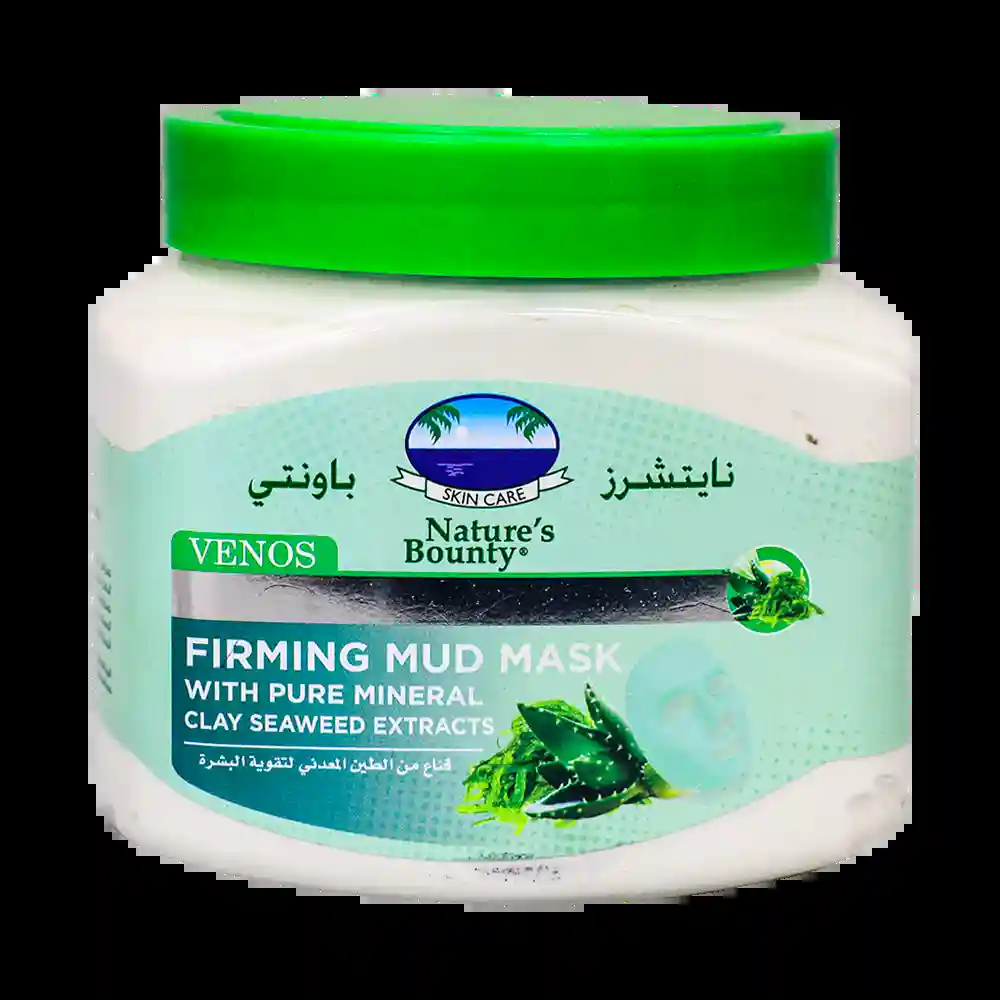 نايتشرز باونتي
SKIN CARE
Nature's
Bounty®
VENOS
FIRMING MUD MASK
WITH PURE MINERAL
CLAY SEAWEED EXTRACTS
قناع من الطين المعدني لتقوية البشرة